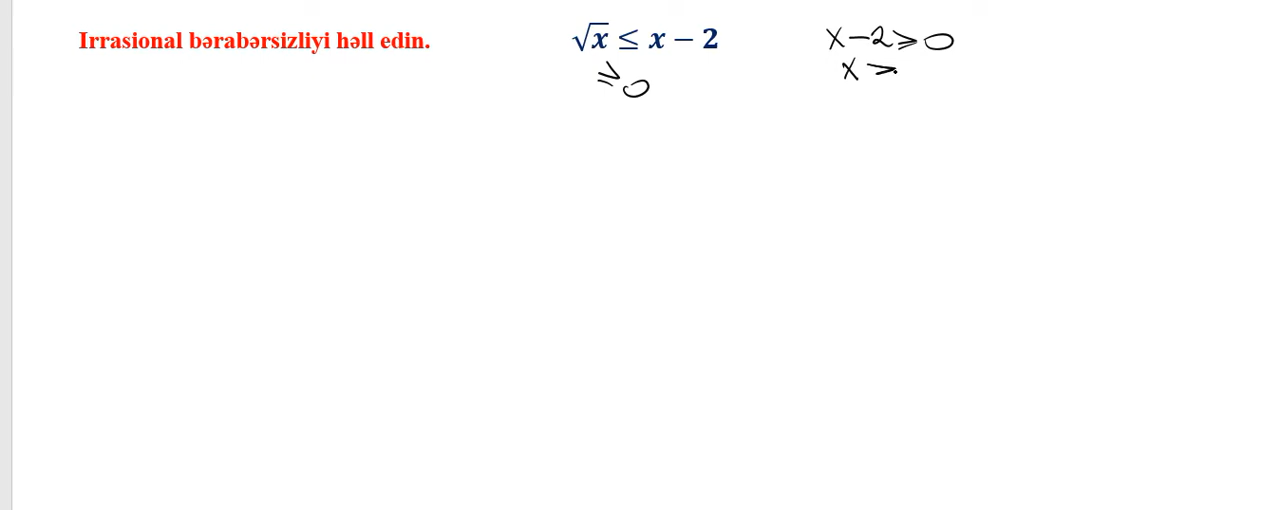 Irrasional bərabərsizliyi həll edin. √x ≤ x − 2 x−2≥0
≥0 x ≥